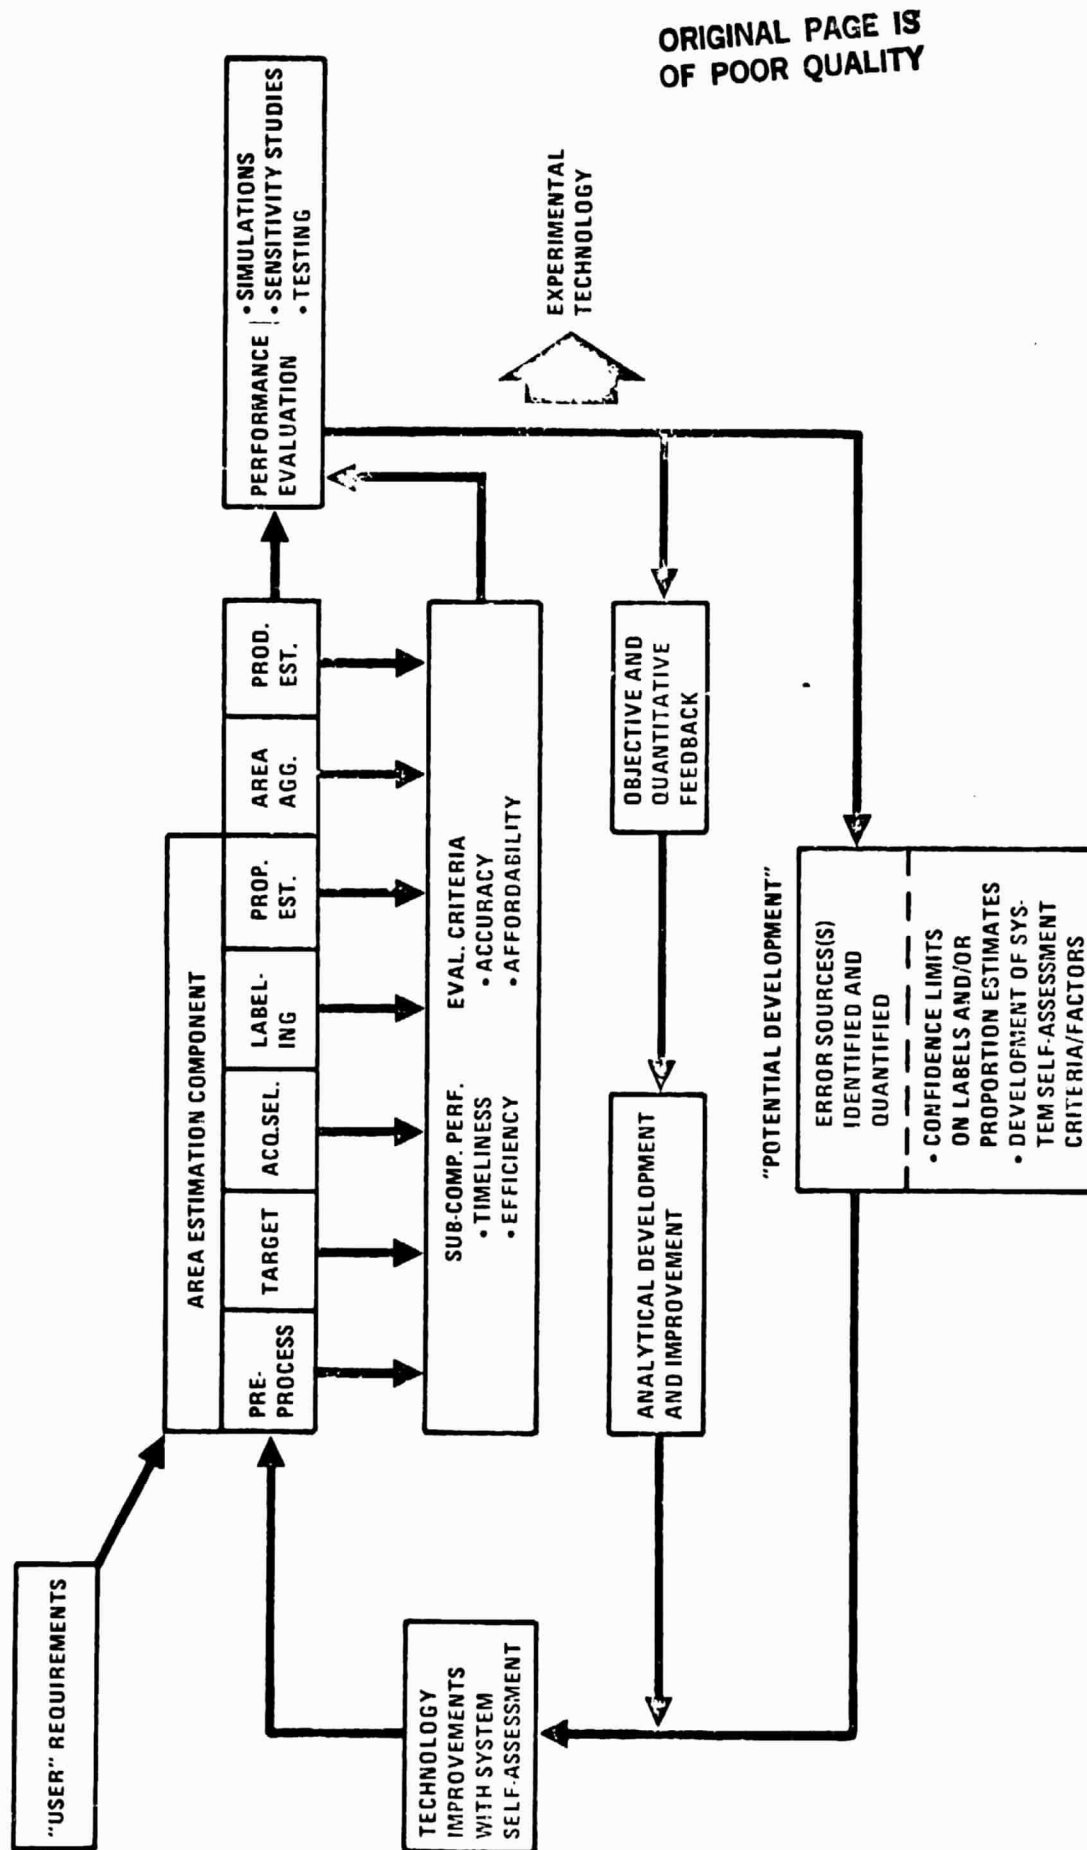 ORIGINAL PAGE IS
OF POOR QUALITY
"USER" REQUIREMENTS
AREA ESTIMATION COMPONENT
PRE-
PROCESS
TARGET
ACQ.SEL.
LABEL-
ING
PROP.
EST.
AREA
AGG.
PROD.
EST.
PERFORMANCE
EVALUATION
• SIMULATIONS
• SENSITIVITY STUDIES
• TESTING
SUB-COMP. PERF.
• TIMELINESS
• EFFICIENCY
EVAL. CRITERIA
• ACCURACY
• AFFORDABILITY
EXPERIMENTAL
TECHNOLOGY
TECHNOLOGY
IMPROVEMENTS
WITH SYSTEM
SELF-ASSESSMENT
ANALYTICAL DEVELOPMENT
AND IMPROVEMENT
OBJECTIVE AND
QUANTITATIVE
FEEDBACK
"POTENTIAL DEVELOPMENT"
ERROR SOURCES(S)
IDENTIFIED AND
QUANTIFIED
• CONFIDENCE LIMITS
ON LABELS AND/OR
PROPORTION ESTIMATES
• DEVELOPMENT OF SYS-
TEM SELF-ASSESSMENT
CRITERIA/FACTORS